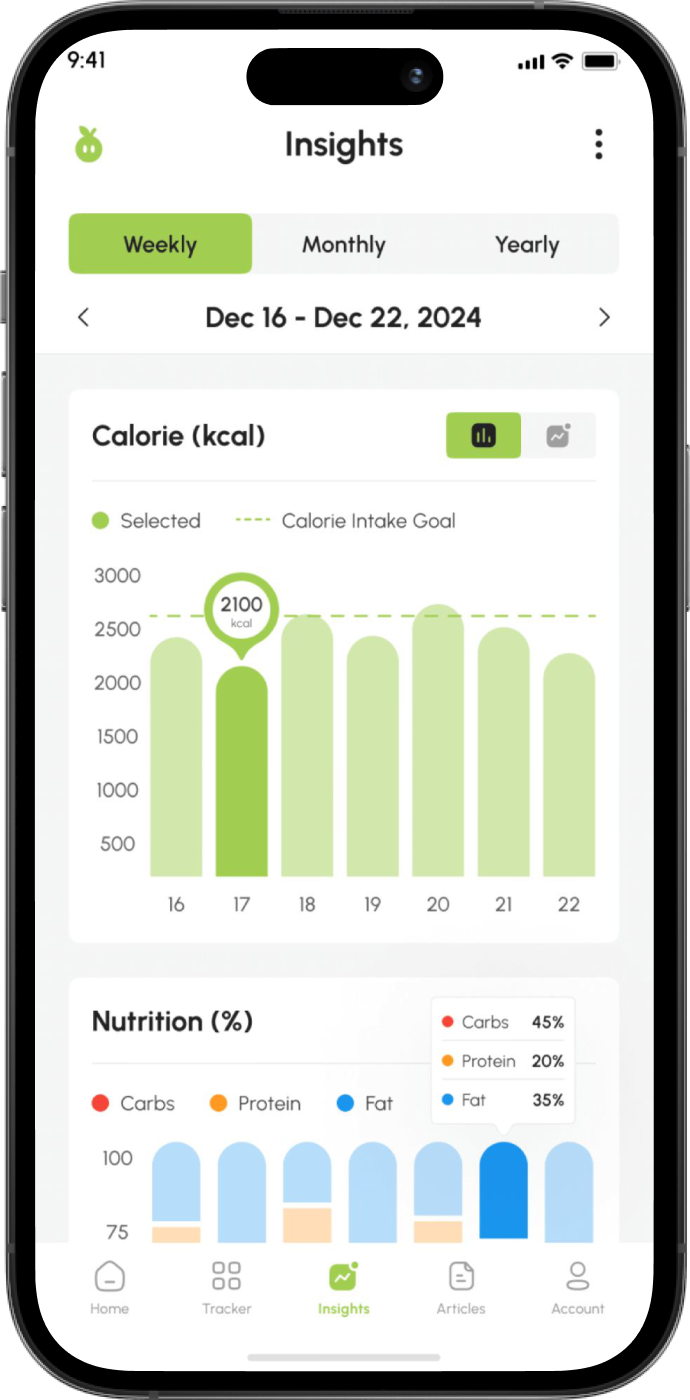 9:41
Insights
Weekly Monthly Yearly
Dec 16 - Dec 22, 2024
Calorie (kcal)
Selected Calorie Intake Goal
3000
2100
kcal
2500
2000
1500
1000
500
16 17 18 19 20 21 22
Nutrition (%)
Carbs 45%
Protein 20%
Fat 35%
Carbs Protein Fat
100
75
Home Tracker Insights Articles Account